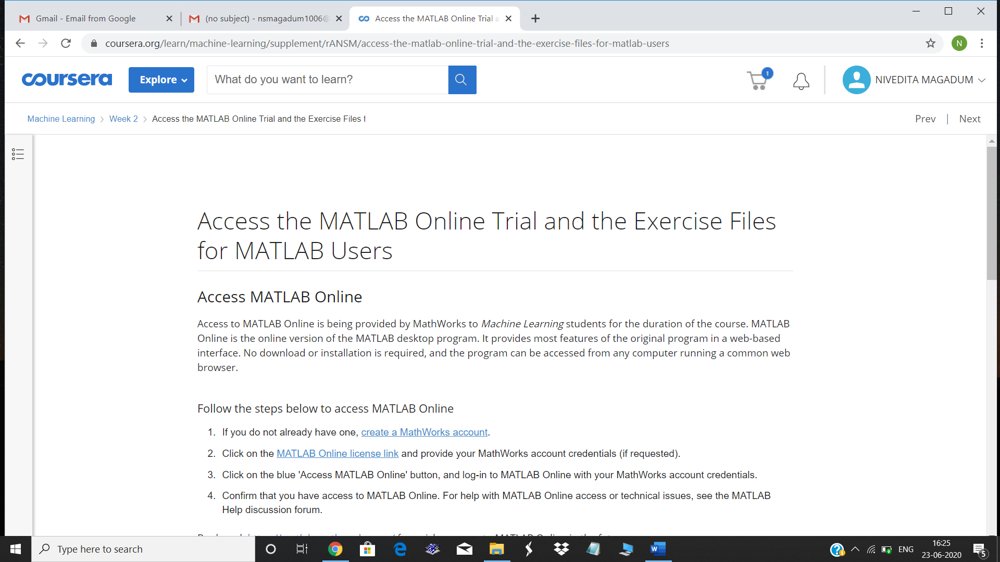 Gmail - Email from Google
(no subject) - nsmagadum1006@
Access the MATLAB Online Trial a
coursera.org/learn/machine-learning/supplement/rANSM/access-the-matlab-online-trial-and-the-exercise-files-for-matlab-users
N
coursera
Explore
What do you want to learn?
1
NIVEDITA MAGADUM
Machine Learning > Week 2 > Access the MATLAB Online Trial and the Exercise Files f
Prev | Next
Access the MATLAB Online Trial and the Exercise Files
for MATLAB Users
Access MATLAB Online
Access to MATLAB Online is being provided by MathWorks to Machine Learning students for the duration of the course. MATLAB
Online is the online version of the MATLAB desktop program. It provides most features of the original program in a web-based
interface. No download or installation is required, and the program can be accessed from any computer running a common web
browser.
Follow the steps below to access MATLAB Online
1. If you do not already have one, create a MathWorks account.
2. Click on the MATLAB Online license link and provide your MathWorks account credentials (if requested).
3. Click on the blue 'Access MATLAB Online' button, and log-in to MATLAB Online with your MathWorks account credentials.
4. Confirm that you have access to MATLAB Online. For help with MATLAB Online access or technical issues, see the MATLAB
Help discussion forum.
Type here to search
ENG
16:25
23-06-2020
5